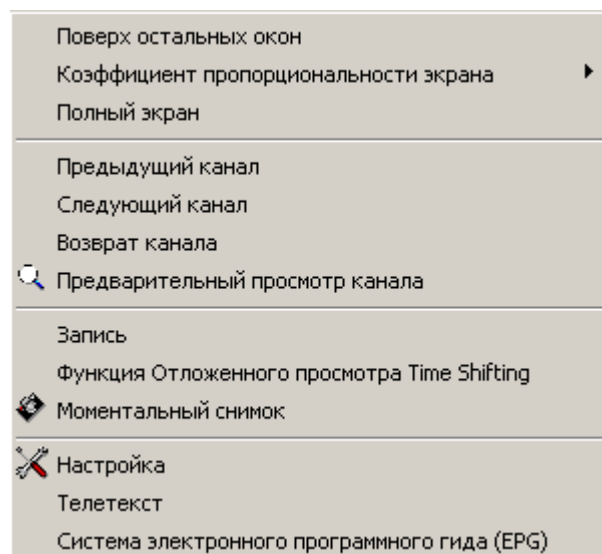 Поверх остальных окон
Коэффициент пропорциональности экрана
Полный экран
Предыдущий канал
Следующий канал
Возврат канала
Предварительный просмотр канала
Запись
Функция Отложенного просмотра Time Shifting
Моментальный снимок
Настройка
Телетекст
Система электронного программного гида (EPG)